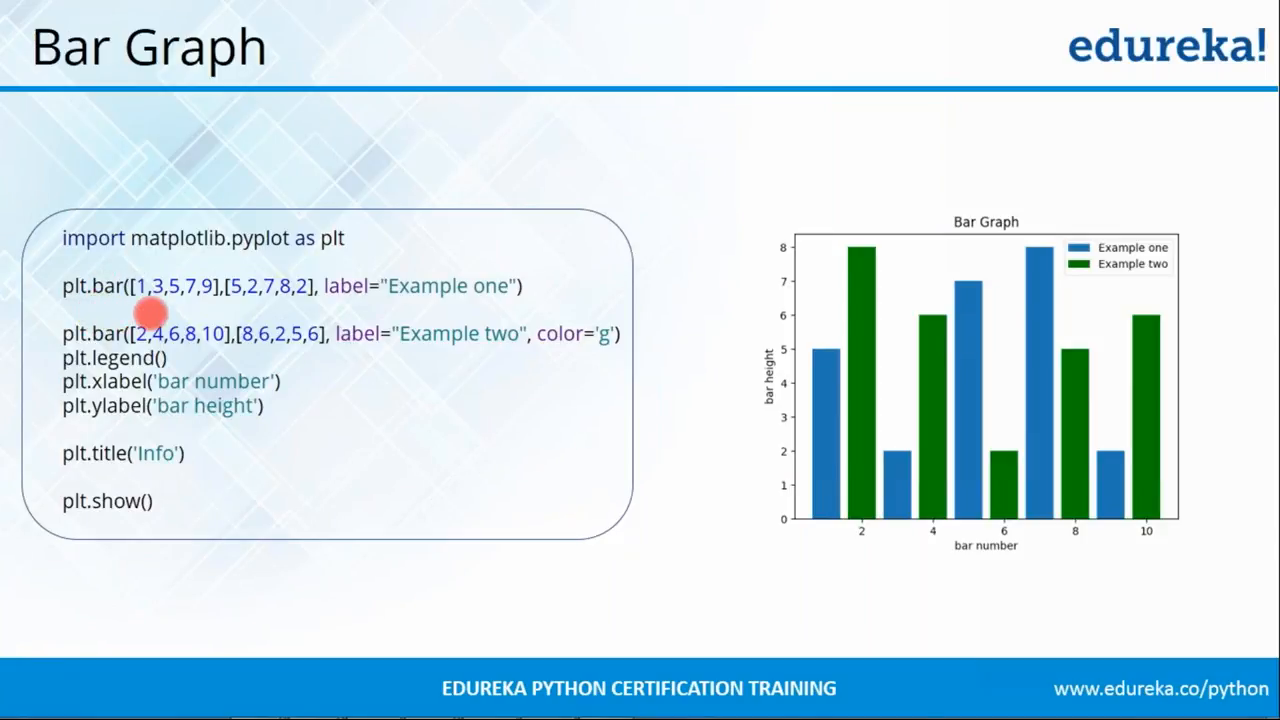 Bar Graph
edureka!
import matplotlib.pyplot as plt
plt.bar([1,3,5,7,9],[5,2,7,8,2], label="Example one")
plt.bar([2,4,6,8,10],[8,6,2,5,6], label="Example two", color='g')
plt.legend()
plt.xlabel('bar number')
plt.ylabel('bar height')
plt.title('Info')
plt.show()
Bar Graph
Example one
Example two
8
7
6
5
4
3
2
1
0
bar height
2 4 6 8 10
bar number
EDUREKA PYTHON CERTIFICATION TRAINING
www.edureka.co/python